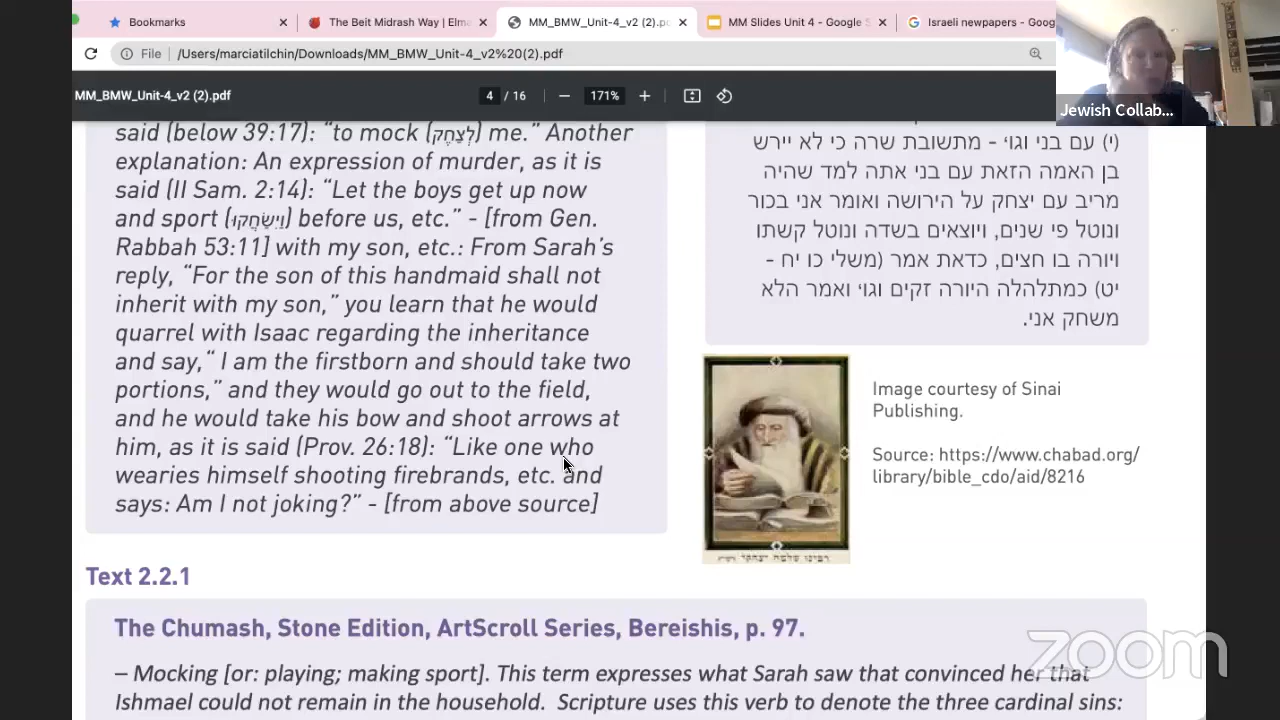 Bookmarks
The Beit Midrash Way | Elma
MM_BMW_Unit-4_v2 (2).pd
MM Slides Unit 4 - Google S
Israeli newpapers - Goog
File | /Users/marciatilchin/Downloads/MM_BMW_Unit-4_v2%20(2).pdf
MM_BMW_Unit-4_v2 (2).pdf
4 / 16
171%
Jewish Collab...
said (below 39:17): “to mock (לְצַחֶק) me.” Another
explanation: An expression of murder, as it is
said (II Sam. 2:14): “Let the boys get up now
and sport (וִישַׂחֲקוּ) before us, etc.” - [from Gen.
Rabbah 53:11] with my son, etc.: From Sarah’s
reply, “For the son of this handmaid shall not
inherit with my son,” you learn that he would
quarrel with Isaac regarding the inheritance
and say,“ I am the firstborn and should take two
portions,” and they would go out to the field,
and he would take his bow and shoot arrows at
him, as it is said (Prov. 26:18): “Like one who
wearies himself shooting firebrands, etc. and
says: Am I not joking?” - [from above source]
(י) עם בני וגו׳ - מתשובת שרה כי לא יירש
בן האמה הזאת עם בני אתה למד שהיה
מריב עם יצחק על הירושה ואומר אני בכור
ונוטל פי שנים, ויוצאים בשדה ונוטל קשתו
ויורה בו חצים, כדאת אמר (משלי כו יח -
יט) כמתלהלה היורה זקים וגו׳ ואמר הלא
משחק אני.
רבינו שלמה יצחקי
Image courtesy of Sinai
Publishing.
Source: https://www.chabad.org/
library/bible_cdo/aid/8216
Text 2.2.1
The Chumash, Stone Edition, ArtScroll Series, Bereishis, p. 97.
– Mocking [or: playing; making sport]. This term expresses what Sarah saw that convinced her that
Ishmael could not remain in the household. Scripture uses this verb to denote the three cardinal sins:
zoom